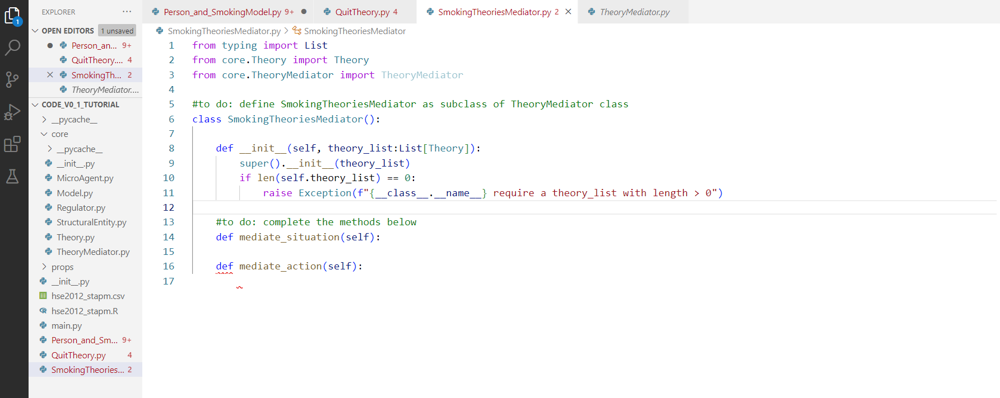 EXPLORER
OPEN EDITORS 1 unsaved
Person_an... 9+
QuitTheory.... 4
SmokingTh... 2
TheoryMediator....
CODE_V0_1_TUTORIAL
__pycache__
core
__pycache__
__init__.py
MicroAgent.py
Model.py
Regulator.py
StructuralEntity.py
Theory.py
TheoryMediator.py
props
__init__.py
hse2012_stapm.csv
hse2012_stapm.R
main.py
Person_and_Sm... 9+
QuitTheory.py 4
SmokingTheories... 2
1
Person_and_SmokingModel.py 9+ QuitTheory.py 4 SmokingTheoriesMediator.py 2 TheoryMediator.py
SmokingTheoriesMediator.py > SmokingTheoriesMediator
1 from typing import List
2 from core.Theory import Theory
3 from core.TheoryMediator import TheoryMediator
4
5 #to do: define SmokingTheoriesMediator as subclass of TheoryMediator class
6 class SmokingTheoriesMediator():
7
8 def __init__(self, theory_list:List[Theory]):
9 super().__init__(theory_list)
10 if len(self.theory_list) == 0:
11 raise Exception(f"{__class__.__name__} require a theory_list with length > 0")
12
13 #to do: complete the methods below
14 def mediate_situation(self):
15
16 def mediate_action(self):
17